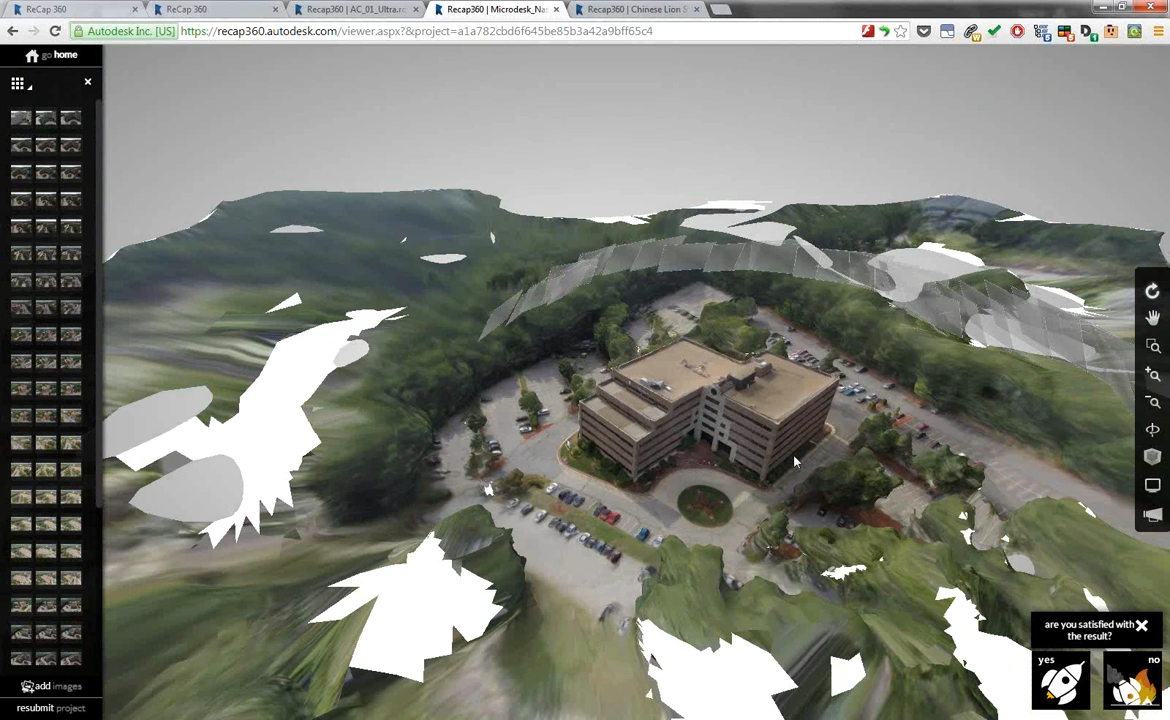 ReCap 360
ReCap 360
Recap360 | AC_01_Ultra.rc
Recap360 | Microdesk_Na
Recap360 | Chinese Lion S
Autodesk Inc. [US]
https://recap360.autodesk.com/viewer.aspx?&project=a1a782cbd6f645be85b3a42a9bff65c4
go home
are you satisfied with
the result?
yes
no
add images
resubmit project